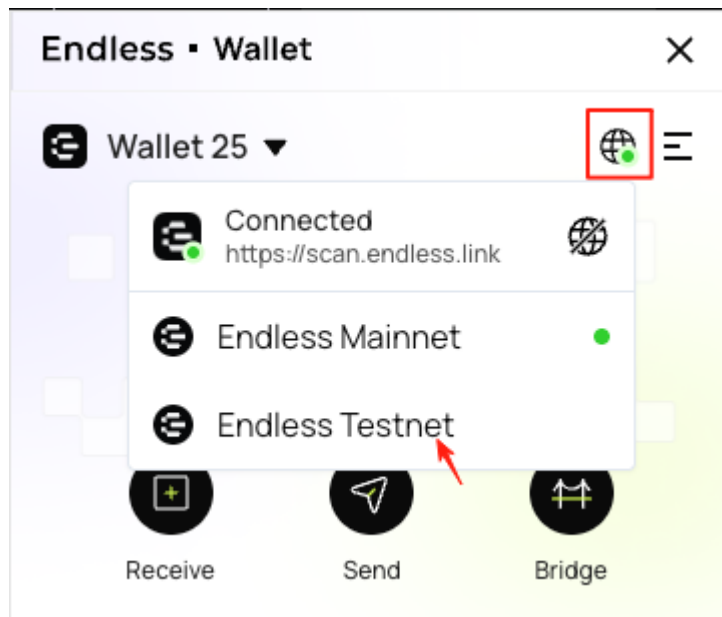 Endless ▪ Wallet
Wallet 25
Connected
https://scan.endless.link
Endless Mainnet
Endless Testnet
Receive
Send
Bridge